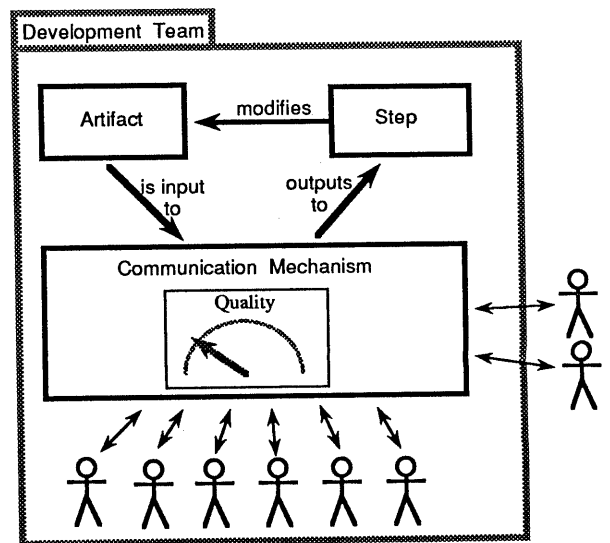 Development Team
Artifact
modifies
Step
is input
to
outputs
to
Communication Mechanism
Quality